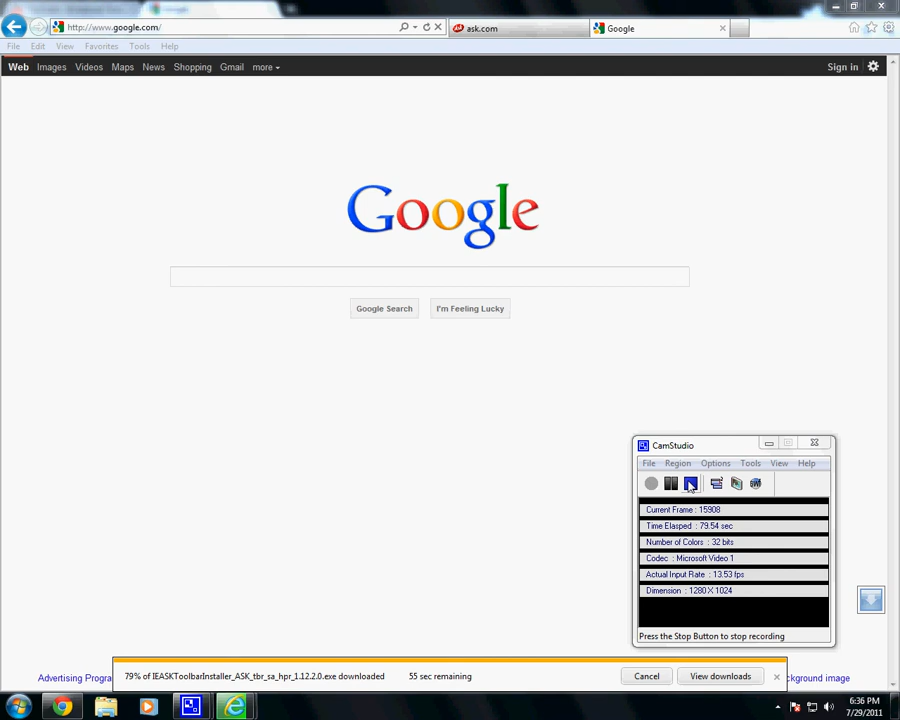 http://www.google.com/
ask.com
Google
File Edit View Favorites Tools Help
Web Images Videos Maps News Shopping Gmail more
Sign in
Google
Google Search
I'm Feeling Lucky
CamStudio
File Region Options Tools View Help
Current Frame : 15908
Time Elasped : 79.54 sec
Number of Colors : 32 bits
Codec : Microsoft Video 1
Actual Input Rate : 13.53 fps
Dimension : 1280 X 1024
Press the Stop Button to stop recording
79% of IEASKToolbarInstaller_ASK_tbr_sa_hpr_1.12.2.0.exe downloaded 55 sec remaining Cancel View downloads
Advertising Progra
ckground image
6:36 PM
7/29/2011